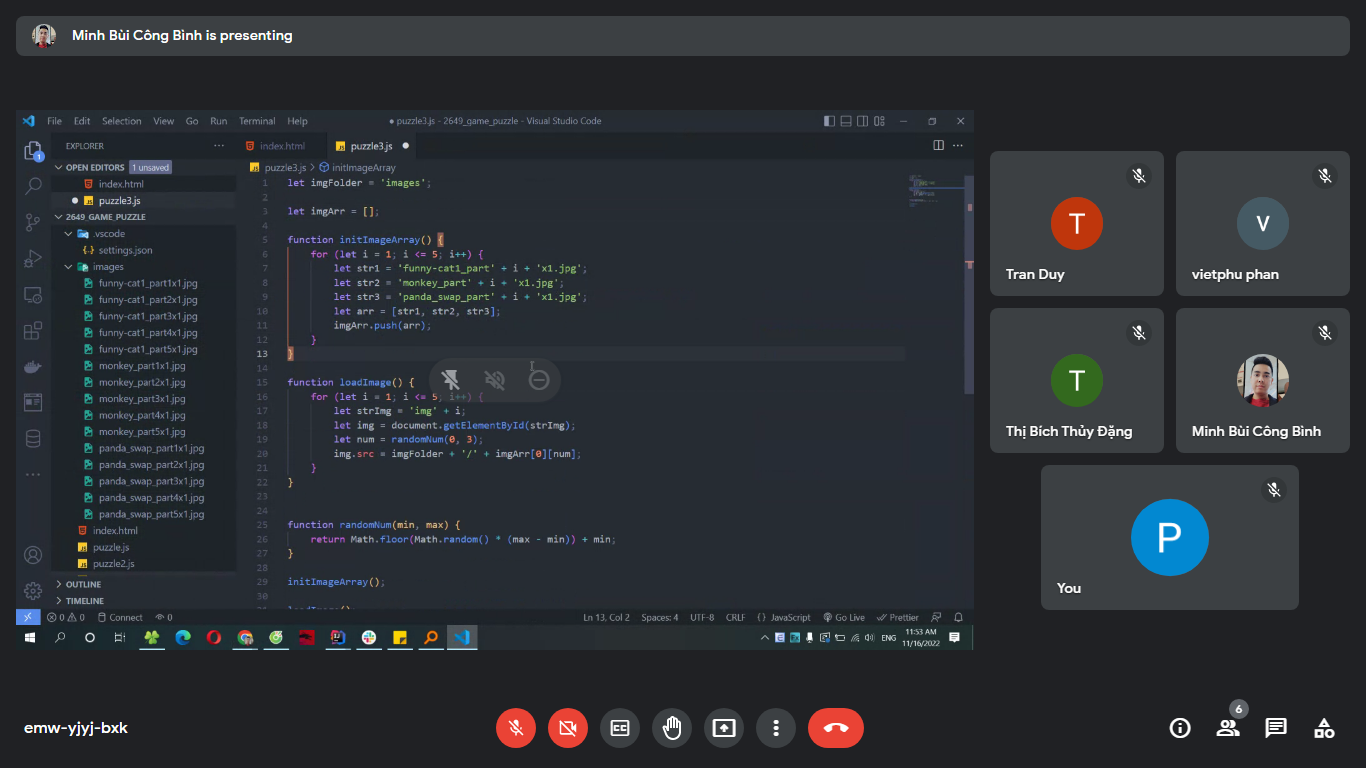 Minh Bùi Công Bình is presenting
File Edit Selection View Go Run Terminal Help
● puzzle3.js - 2649_game_puzzle - Visual Studio Code
EXPLORER
OPEN EDITORS 1 unsaved
index.html
puzzle3.js
2649_GAME_PUZZLE
.vscode
settings.json
images
funny-cat1_part1x1.jpg
funny-cat1_part2x1.jpg
funny-cat1_part3x1.jpg
funny-cat1_part4x1.jpg
funny-cat1_part5x1.jpg
monkey_part1x1.jpg
monkey_part2x1.jpg
monkey_part3x1.jpg
monkey_part4x1.jpg
monkey_part5x1.jpg
panda_swap_part1x1.jpg
panda_swap_part2x1.jpg
panda_swap_part3x1.jpg
panda_swap_part4x1.jpg
panda_swap_part5x1.jpg
index.html
puzzle.js
puzzle2.js
OUTLINE
TIMELINE
index.html puzzle3.js
puzzle3.js > initImageArray
1 let imgFolder = 'images';
2
3 let imgArr = [];
4
5 function initImageArray() {
6 for (let i = 1; i <= 5; i++) {
7 let str1 = 'funny-cat1_part' + i + 'x1.jpg';
8 let str2 = 'monkey_part' + i + 'x1.jpg';
9 let str3 = 'panda_swap_part' + i + 'x1.jpg';
10 let arr = [str1, str2, str3];
11 imgArr.push(arr);
12 }
13 }
14
15 function loadImage() {
16 for (let i = 1; i <= 5; i++) {
17 let strImg = 'img' + i;
18 let img = document.getElementById(strImg);
19 let num = randomNum(0, 3);
20 img.src = imgFolder + '/' + imgArr[0][num];
21 }
22 }
23
24
25 function randomNum(min, max) {
26 return Math.floor(Math.random() * (max - min)) + min;
27 }
28
29 initImageArray();
30
0 0 Connect 0
Ln 13, Col 2 Spaces: 4 UTF-8 CRLF {} JavaScript Go Live Prettier
ENG
11:53 AM
11/16/2022
T
Tran Duy
V
vietphu phan
T
Thị Bích Thủy Đặng
Minh Bùi Công Bình
P
You
emw-yjyj-bxk
6